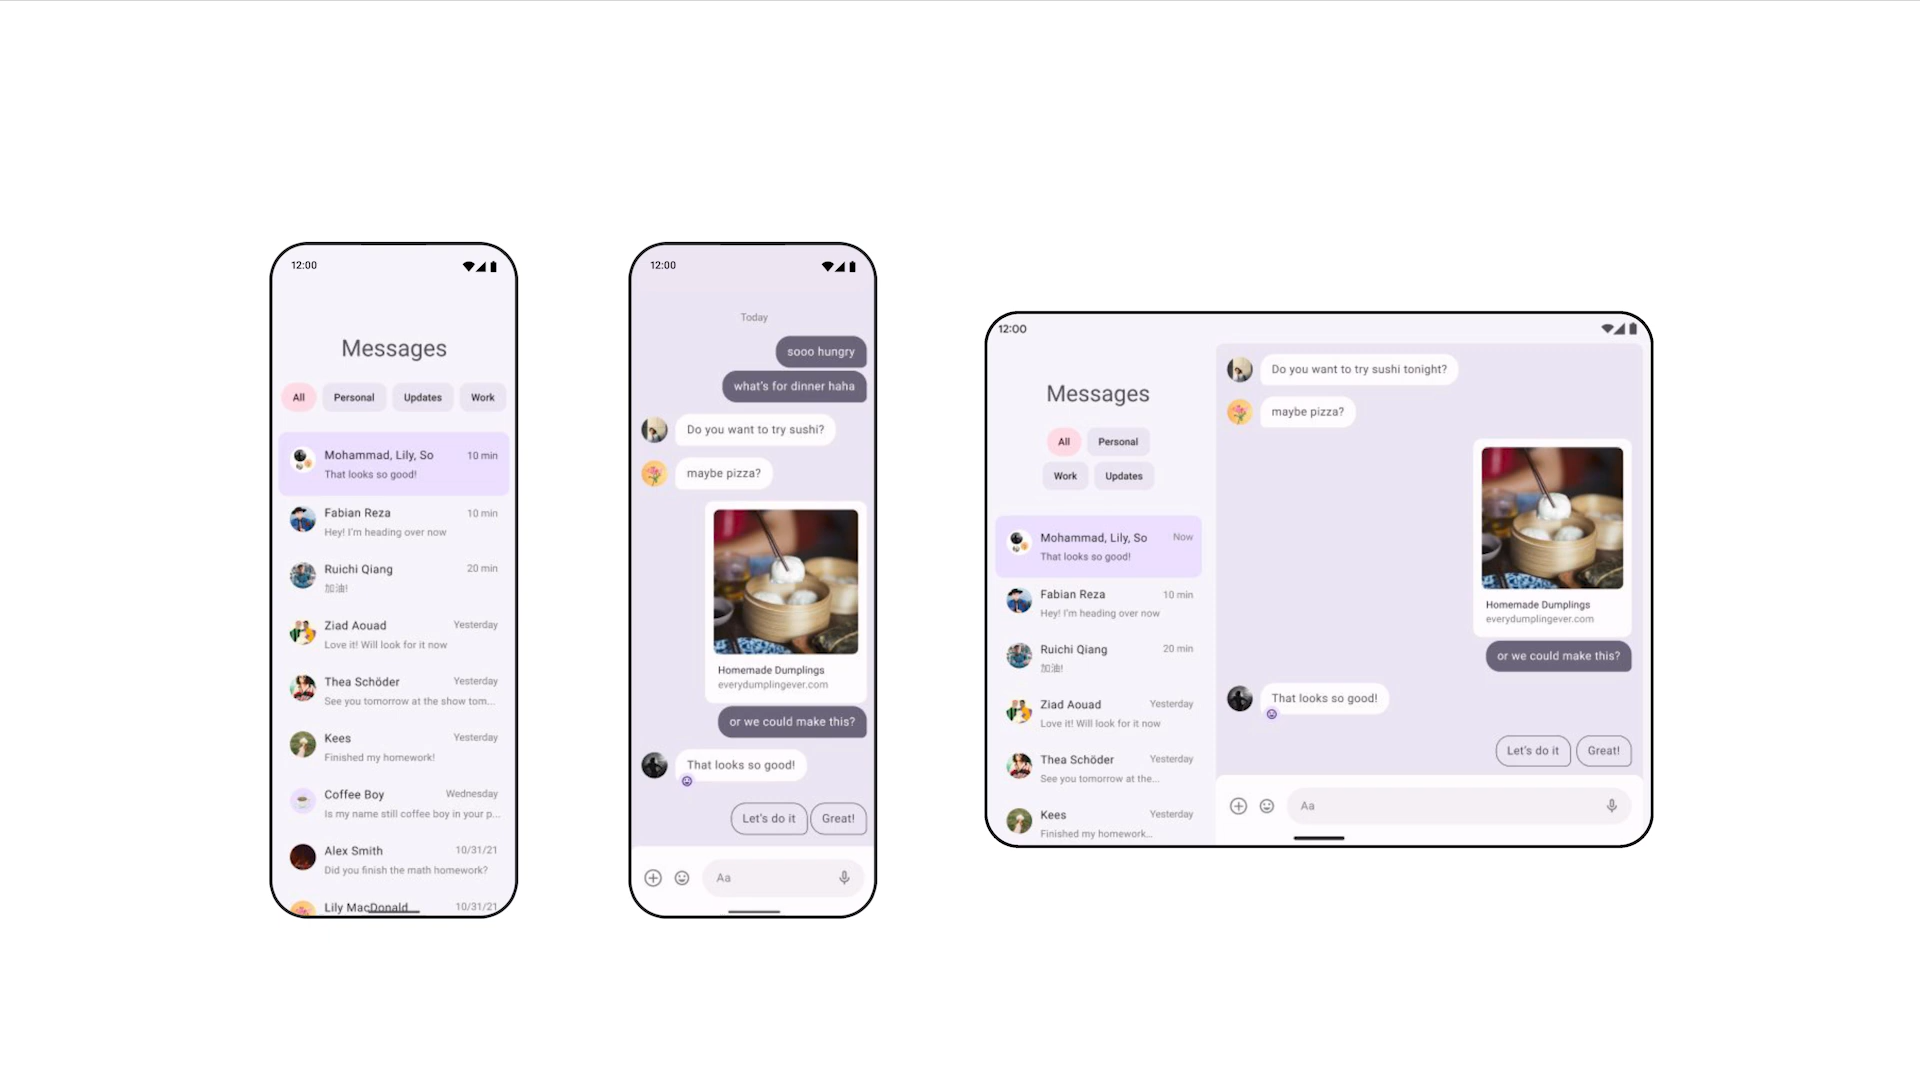 12:00
Messages
All Personal Updates Work
Mohammad, Lily, So 10 min
That looks so good!
Fabian Reza 10 min
Hey! I'm heading over now
Ruichi Qiang 20 min
加油!
Ziad Aouad Yesterday
Love it! Will look for it now
Thea Schöder Yesterday
See you tomorrow at the show tom...
Kees Yesterday
Finished my homework!
Coffee Boy Wednesday
Is my name still coffee boy in your p...
Alex Smith 10/31/21
Did you finish the math homework?
Lily MacDonald 10/31/21
12:00
Today
sooo hungry
what's for dinner haha
Do you want to try sushi?
maybe pizza?
Homemade Dumplings
everydumplingever.com
or we could make this?
That looks so good!
Let's do it Great!
Aa
12:00
Messages
All Personal
Work Updates
Mohammad, Lily, So Now
That looks so good!
Fabian Reza 10 min
Hey! I'm heading over now
Ruichi Qiang 20 min
加油!
Ziad Aouad Yesterday
Love it! Will look for it now
Thea Schöder Yesterday
See you tomorrow at the...
Kees Yesterday
Finished my homework...
Do you want to try sushi tonight?
maybe pizza?
Homemade Dumplings
everydumplingever.com
or we could make this?
That looks so good!
Let's do it Great!
Aa